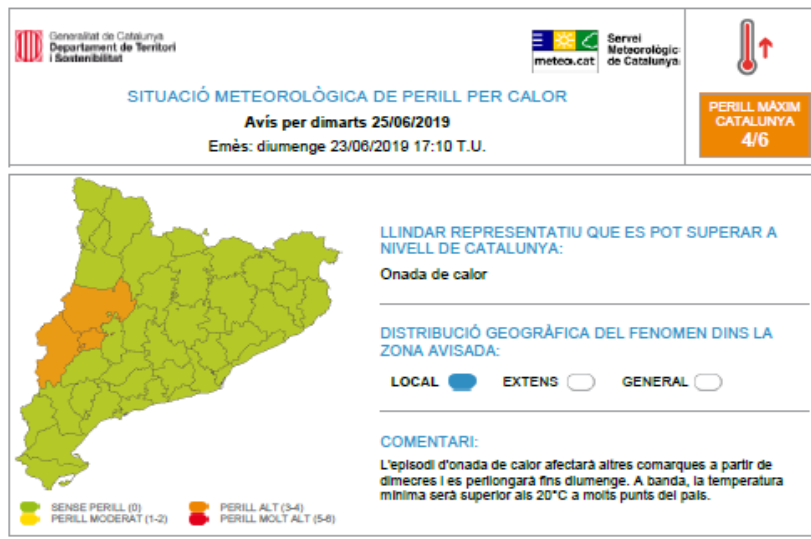 Generalitat de Catalunya
Departament de Territori
i Sostenibilitat
meteo.cat
Servei
Meteorològic
de Catalunya
SITUACIÓ METEOROLÒGICA DE PERILL PER CALOR
Avís per dimarts 25/06/2019
Emès: diumenge 23/06/2019 17:10 T.U.
PERILL MÀXIM
CATALUNYA
4/6
LLINDAR REPRESENTATIU QUE ES POT SUPERAR A
NIVELL DE CATALUNYA:
Onada de calor
DISTRIBUCIÓ GEOGRÀFICA DEL FENOMEN DINS LA
ZONA AVISADA:
LOCAL EXTENS GENERAL
COMENTARI:
L'episodi d'onada de calor afectarà altres comarques a partir de
dimecres i es perllongarà fins diumenge. A banda, la temperatura
mínima serà superior als 20°C a molts punts del país.
SENSE PERILL (0)
PERILL MODERAT (1-2)
PERILL ALT (3-4)
PERILL MOLT ALT (5-6)